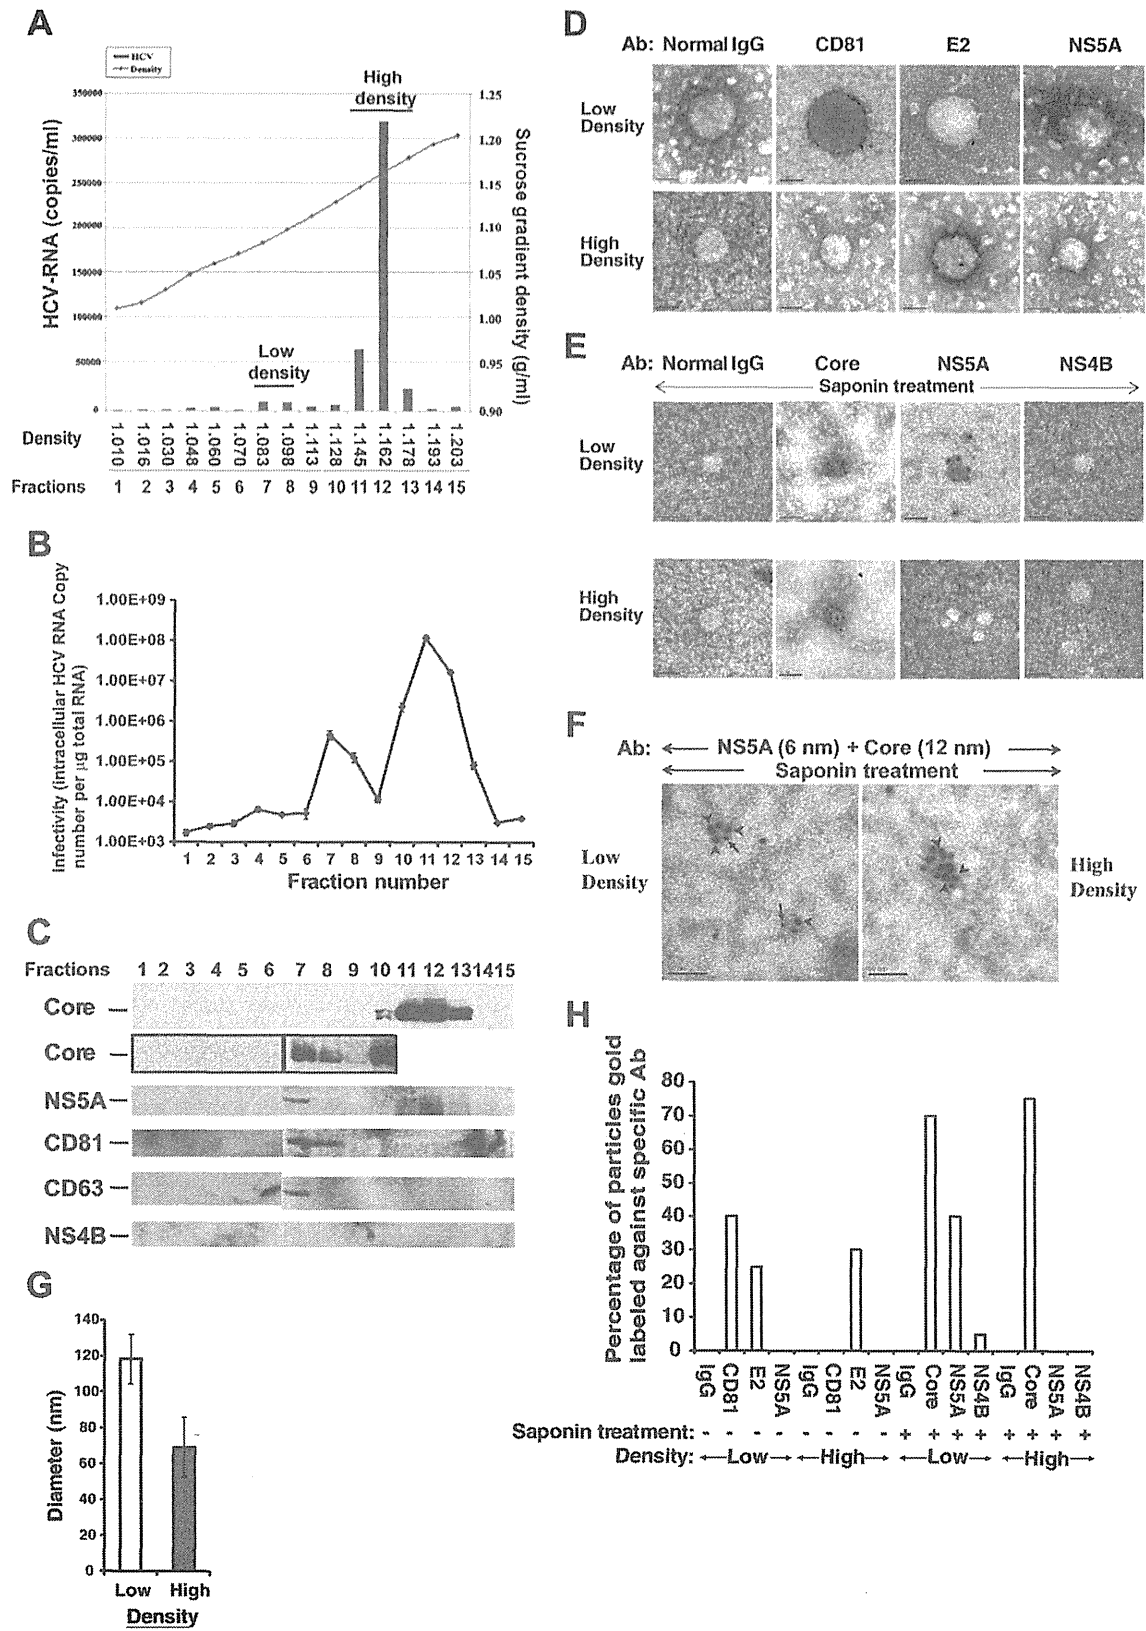 A
HCV
Density
High
density
Low
density
HCV-RNA (copies/ml)
350000
300000
250000
200000
150000
100000
50000
0
1.25
1.20
1.15
1.10
1.05
1.00
0.95
0.90
Sucrose gradient density (g/ml)
Density 1.010 1.016 1.030 1.048 1.060 1.070 1.083 1.098 1.113 1.128 1.145 1.162 1.178 1.193 1.203
Fractions 1 2 3 4 5 6 7 8 9 10 11 12 13 14 15
B
Infectivity (intracellular HCV RNA Copy
number per μg total RNA)
1.00E+09
1.00E+08
1.00E+07
1.00E+06
1.00E+05
1.00E+04
1.00E+03
1 2 3 4 5 6 7 8 9 10 11 12 13 14 15
Fraction number
C
Fractions 1 2 3 4 5 6 7 8 9 10 11 12 13 14 15
Core
Core
NS5A
CD81
CD63
NS4B
G
Diameter (nm)
140
120
100
80
60
40
20
0
Low High
Density
D
Ab: Normal IgG CD81 E2 NS5A
Low
Density
High
Density
E
Ab: Normal IgG Core NS5A NS4B
Saponin treatment
Low
Density
High
Density
F
Ab: NS5A (6 nm) + Core (12 nm)
Saponin treatment
Low
Density
High
Density
H
Percentage of particles gold
labeled against specific Ab
80
70
60
50
40
30
20
10
0
IgG CD81 E2 NS5A IgG CD81 E2 NS5A IgG Core NS5A NS4B IgG Core NS5A NS4B
Saponin treatment: - - - - - - - - + + + + + + + +
Density: Low High Low High